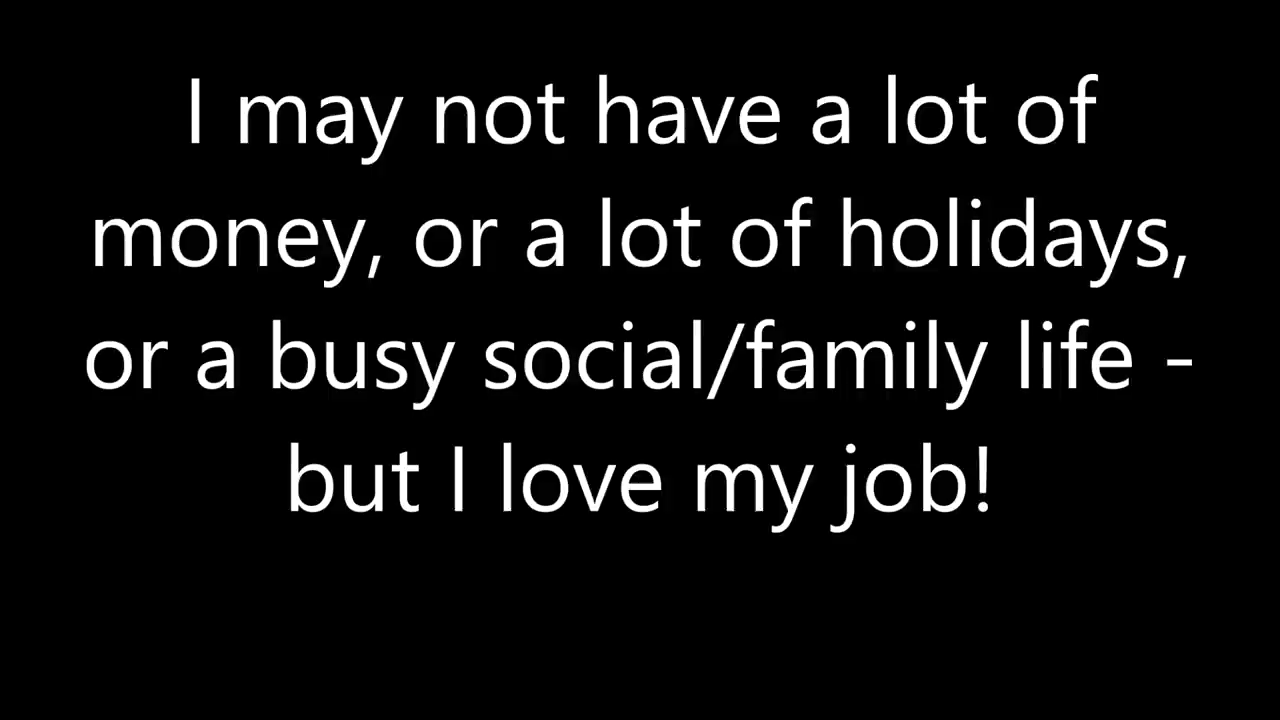 I may not have a lot of
money, or a lot of holidays,
or a busy social/family life -
but I love my job!